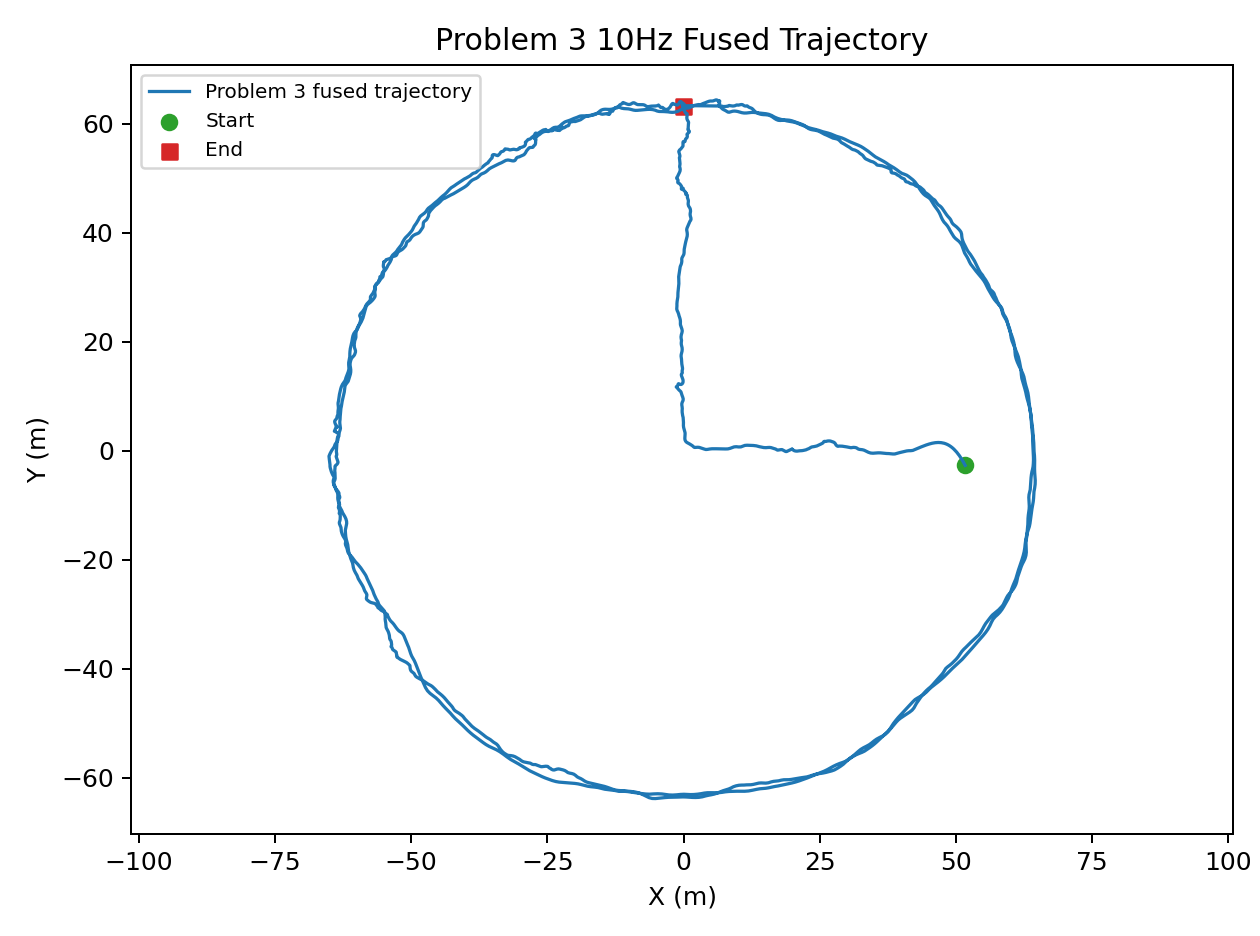 Problem 3 10Hz Fused Trajectory
Problem 3 fused trajectory
Start
End
60
40
20
0
−20
−40
−60
Y (m)
−100
−75
−50
−25
0
25
50
75
100
X (m)